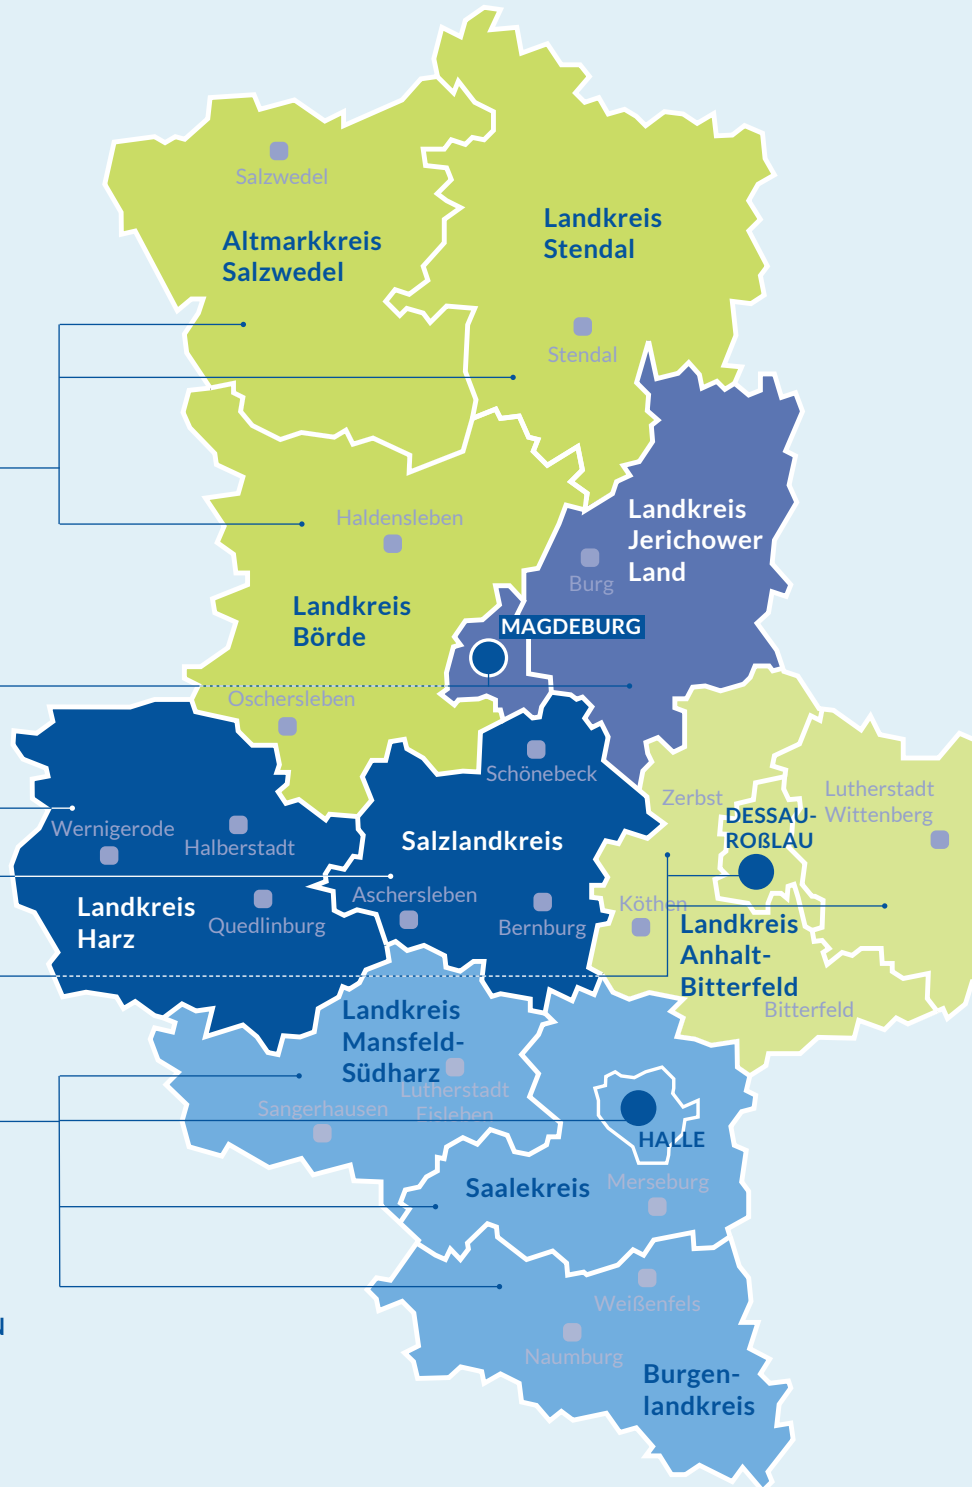 Salzwedel
Altmarkkreis
Salzwedel
Landkreis
Stendal
Stendal
Haldensleben
Landkreis
Jerichower
Land
Burg
Landkreis
Börde
MAGDEBURG
Oschersleben
Schönebeck
Zerbst
Lutherstadt
Wittenberg
DESSAU-
ROßLAU
Wernigerode
Halberstadt
Salzlandkreis
Aschersleben
Bernburg
Köthen
Landkreis
Harz
Quedlinburg
Landkreis
Anhalt-
Bitterfeld
Bitterfeld
Landkreis
Mansfeld-
Südharz
Lutherstadt
Eisleben
Sangerhausen
HALLE
Saalekreis
Merseburg
Weißenfels
Naumburg
Burgen-
landkreis